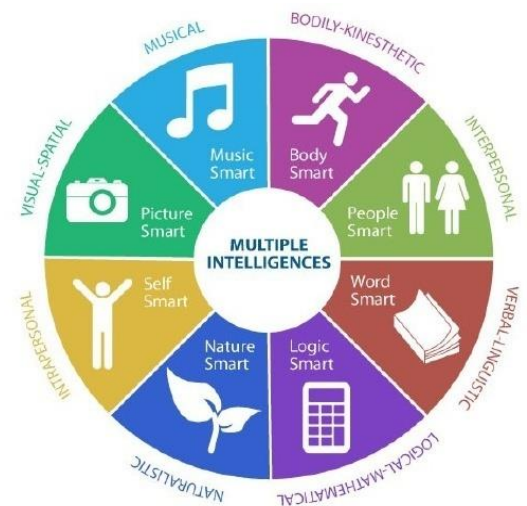 MUSICAL
BODILY-KINESTHETIC
INTERPERSONAL
VERBAL-LINGUISTIC
LOGICAL-MATHEMATICAL
NATURALISTIC
INTRAPERSONAL
VISUAL-SPATIAL
Music
Smart
Body
Smart
People
Smart
Word
Smart
Logic
Smart
Nature
Smart
Self
Smart
Picture
Smart
MULTIPLE
INTELLIGENCES